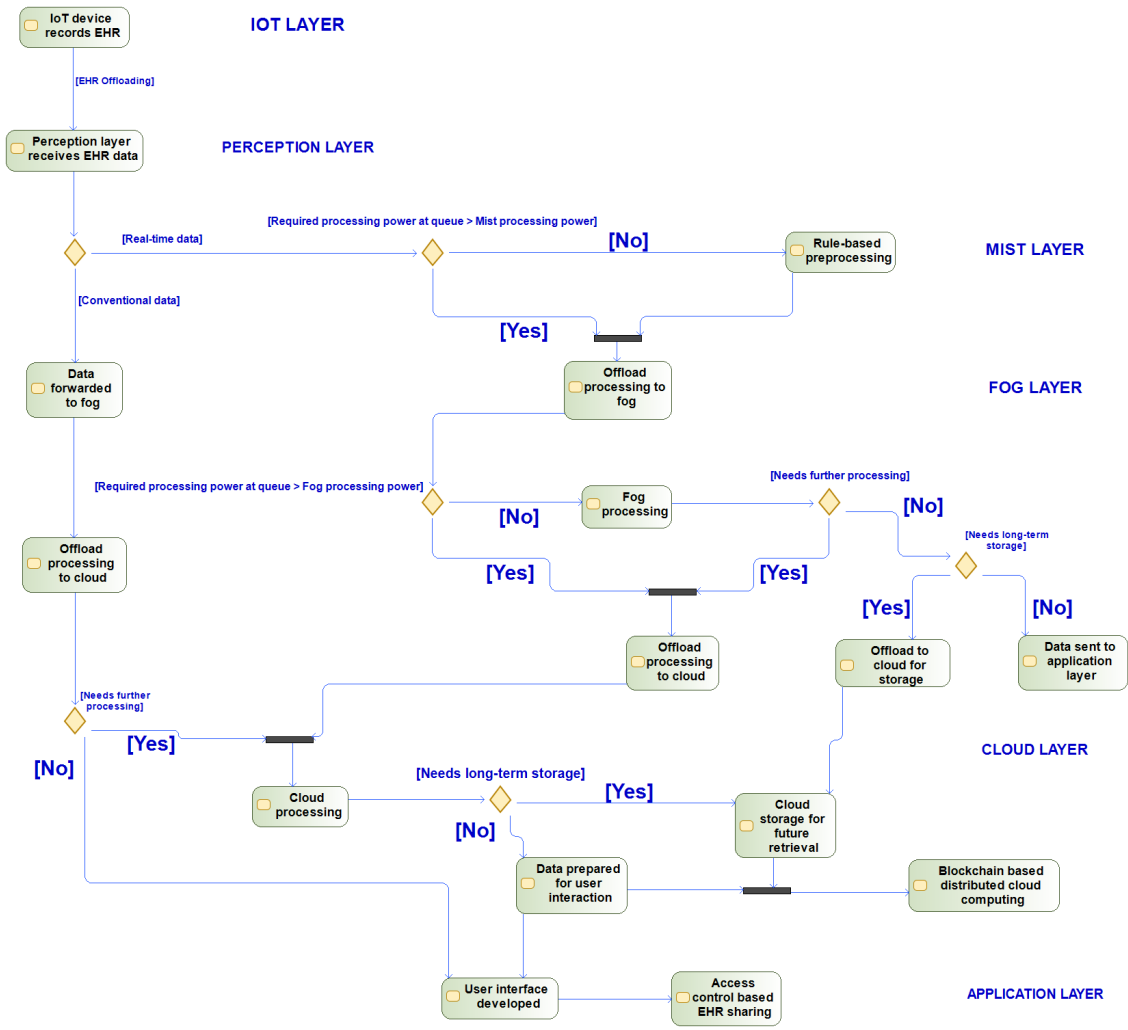 IoT device
records EHR
IOT LAYER
[EHR Offloading]
Perception layer
receives EHR data
PERCEPTION LAYER
[Required processing power at queue > Mist processing power]
[Real-time data]
[No]
Rule-based
preprocessing
MIST LAYER
[Conventional data]
[Yes]
Data
forwarded
to fog
Offload
processing to
fog
FOG LAYER
[Required processing power at queue > Fog processing power]
[No]
Fog
processing
[Needs further processing]
[No]
[Needs long-term
storage]
Offload
processing
to cloud
[Yes]
[Yes]
[Yes]
[No]
Offload
processing
to cloud
Offload to
cloud for
storage
Data sent to
application
layer
[Needs further
processing]
[Yes]
[No]
CLOUD LAYER
Cloud
processing
[Needs long-term storage]
[Yes]
[No]
Cloud
storage for
future
retrieval
Data prepared
for user
interaction
Blockchain based
distributed cloud
computing
User interface
developed
Access
control based
EHR sharing
APPLICATION LAYER